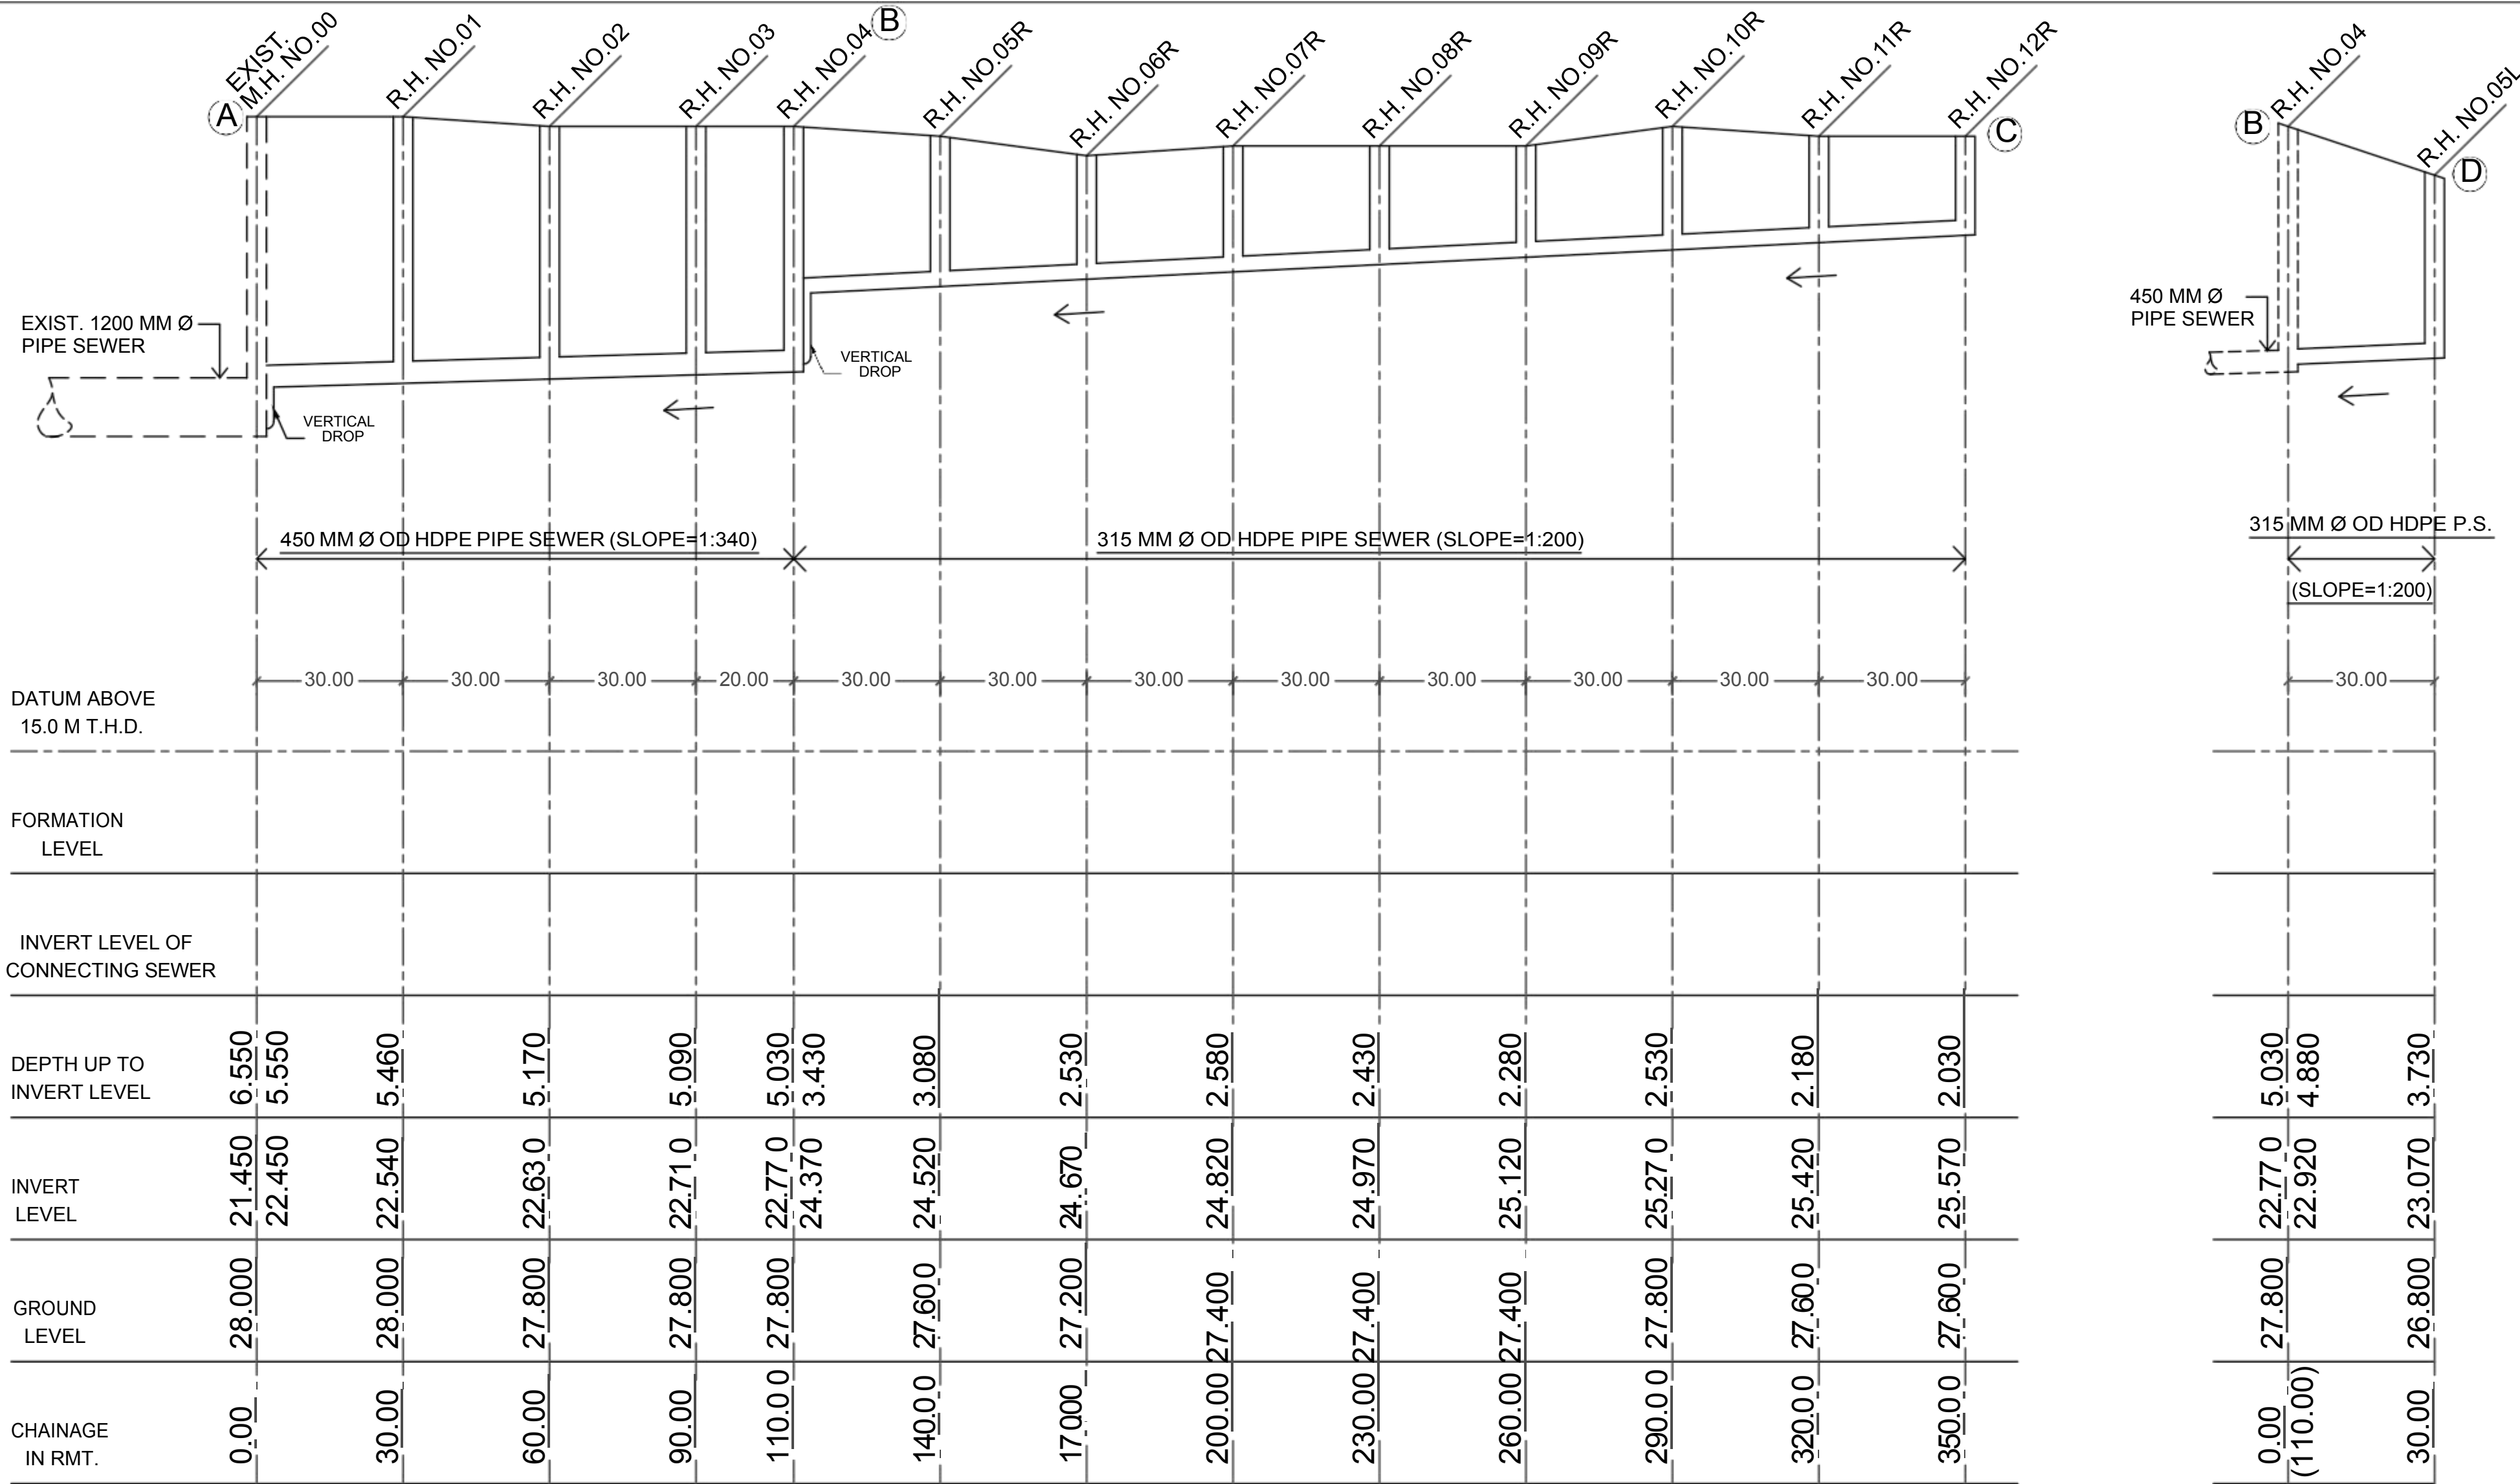 EXIST.
M.H. NO.00
R.H. NO.01
R.H. NO.02
R.H. NO.03
R.H. NO.04
B
R.H. NO.05R
R.H. NO.06R
R.H. NO.07R
R.H. NO.08R
R.H. NO.09R
R.H. NO.10R
R.H. NO.11R
R.H. NO.12R
R.H. NO.04
R.H. NO.05L
A
C
B
D
EXIST. 1200 MM Ø
PIPE SEWER
VERTICAL
DROP
VERTICAL
DROP
450 MM Ø
PIPE SEWER
450 MM Ø OD HDPE PIPE SEWER (SLOPE=1:340)
315 MM Ø OD HDPE PIPE SEWER (SLOPE=1:200)
315 MM Ø OD HDPE P.S.
(SLOPE=1:200)
30.00 30.00 30.00 20.00 30.00 30.00 30.00 30.00 30.00 30.00 30.00 30.00 30.00
DATUM ABOVE
15.0 M T.H.D.
FORMATION
LEVEL
INVERT LEVEL OF
CONNECTING SEWER
DEPTH UP TO
INVERT LEVEL
6.550 5.550 5.460 5.170 5.090 5.030 3.430 3.080 2.530 2.580 2.430 2.280 2.530 2.180 2.030 5.030 4.880 3.730
INVERT
LEVEL
21.450 22.450 22.540 22.630 22.710 22.770 24.370 24.520 24.670 24.820 24.970 25.120 25.270 25.420 25.570 22.770 22.920 23.070
GROUND
LEVEL
28.000 28.000 27.800 27.800 27.800 27.600 27.200 27.400 27.400 27.400 27.800 27.600 27.600 27.800 26.800
CHAINAGE
IN RMT.
0.00 30.00 60.00 90.00 110.00 140.00 170.00 200.00 230.00 260.00 290.00 320.00 350.00 0.00 (110.00) 30.00